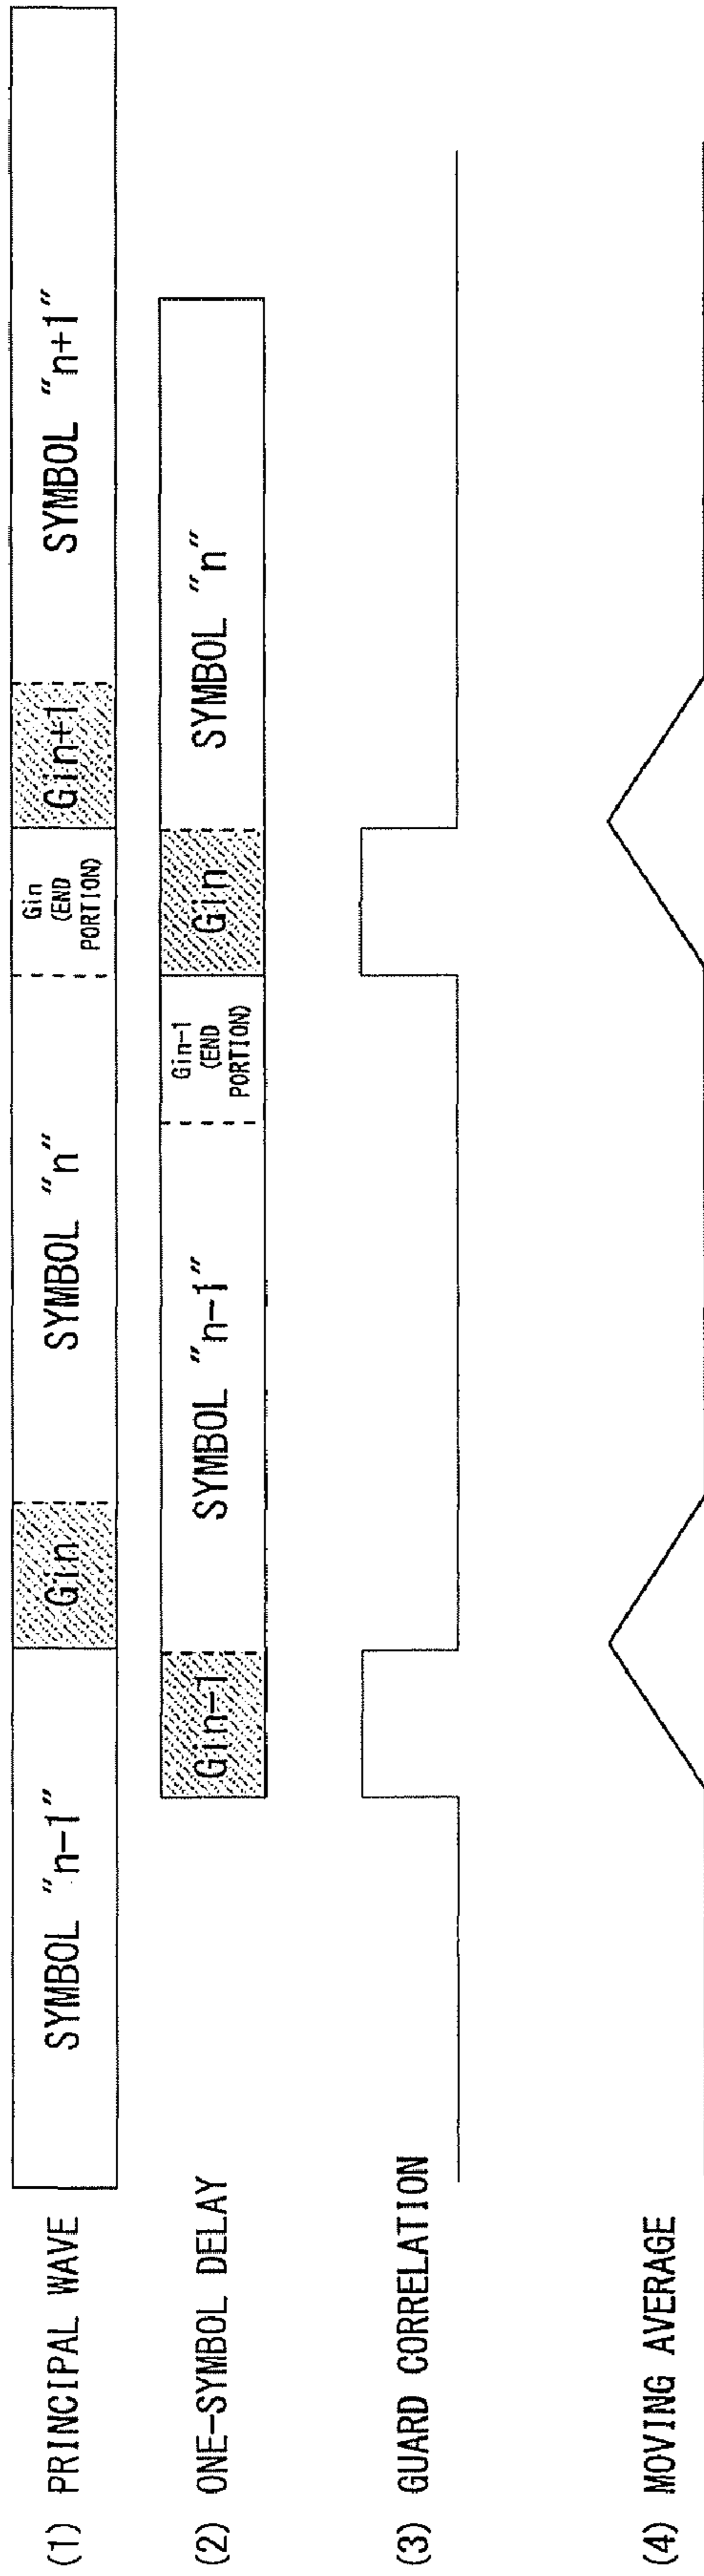 (1) PRINCIPAL WAVE
SYMBOL "n-1"
Gin
SYMBOL "n"
Gin
(END
PORTION)
Gin+1
SYMBOL "n+1"
(2) ONE-SYMBOL DELAY
Gin-1
SYMBOL "n-1"
Gin-1
(END
PORTION)
Gin
SYMBOL "n"
(3) GUARD CORRELATION
(4) MOVING AVERAGE